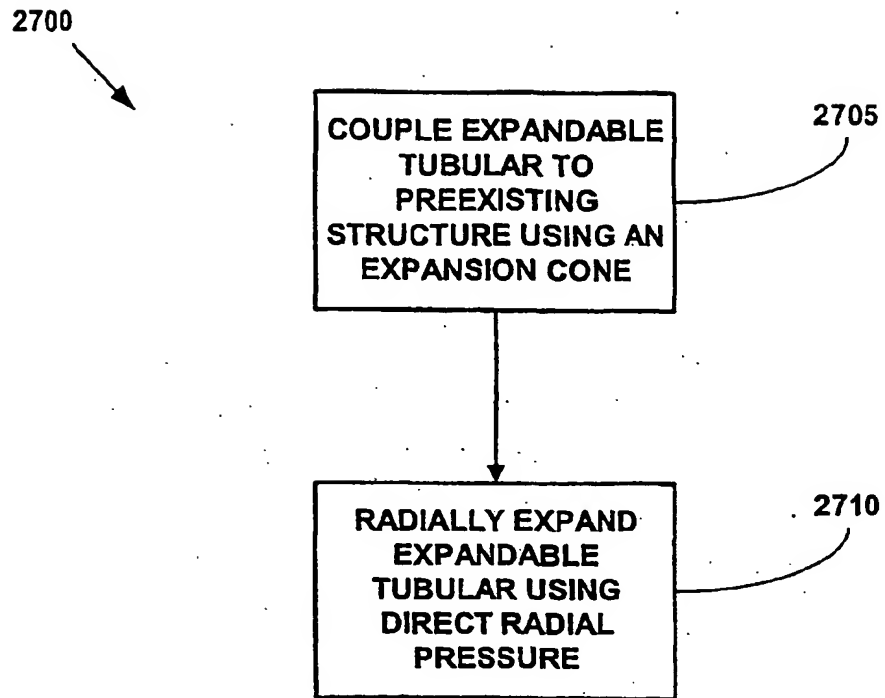 2700
COUPLE EXPANDABLE
TUBULAR TO
PREEXISTING
STRUCTURE USING AN
EXPANSION CONE
2705
RADIALLY EXPAND
EXPANDABLE
TUBULAR USING
DIRECT RADIAL
PRESSURE
2710